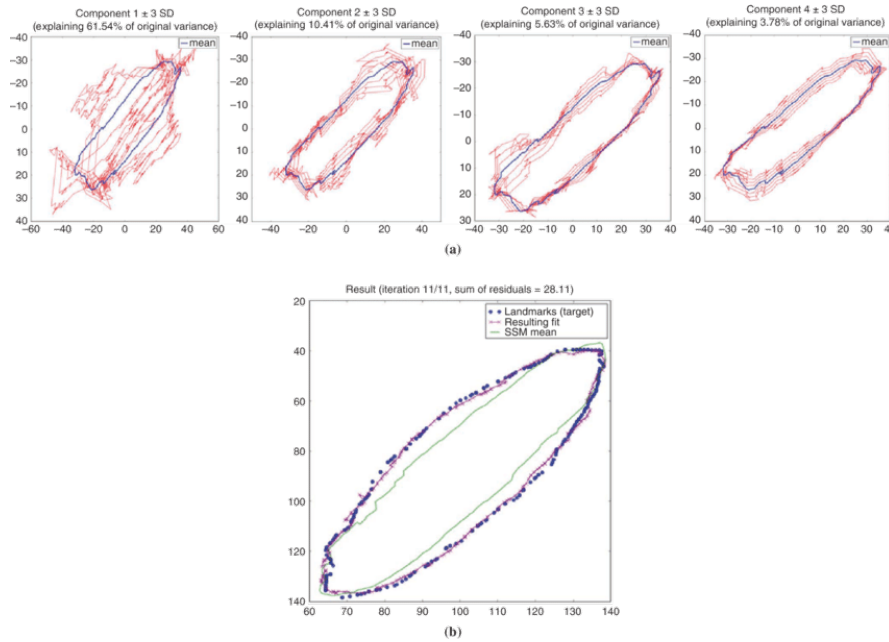 Component 1 ± 3 SD
(explaining 61.54% of original variance)
mean
−40
−30
−20
−10
0
10
20
30
40
−60 −40 −20 0 20 40 60
Component 2 ± 3 SD
(explaining 10.41% of original variance)
mean
−40
−30
−20
−10
0
10
20
30
40
−40 −20 0 20 40
Component 3 ± 3 SD
(explaining 5.63% of original variance)
mean
−40
−30
−20
−10
0
10
20
30
−40 −30 −20 −10 0 10 20 30 40
Component 4 ± 3 SD
(explaining 3.78% of original variance)
mean
−40
−30
−20
−10
0
10
20
30
40
−40 −30 −20 −10 0 10 20 30 40
(a)
Result (iteration 11/11, sum of residuals = 28.11)
Landmarks (target)
Resulting fit
SSM mean
20
40
60
80
100
120
140
60 70 80 90 100 110 120 130 140
(b)